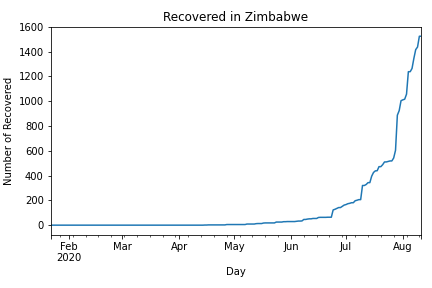 Recovered in Zimbabwe
Number of Recovered
1600
1400
1200
1000
800
600
400
200
0
Feb
2020
Mar
Apr
May
Jun
Jul
Aug
Day